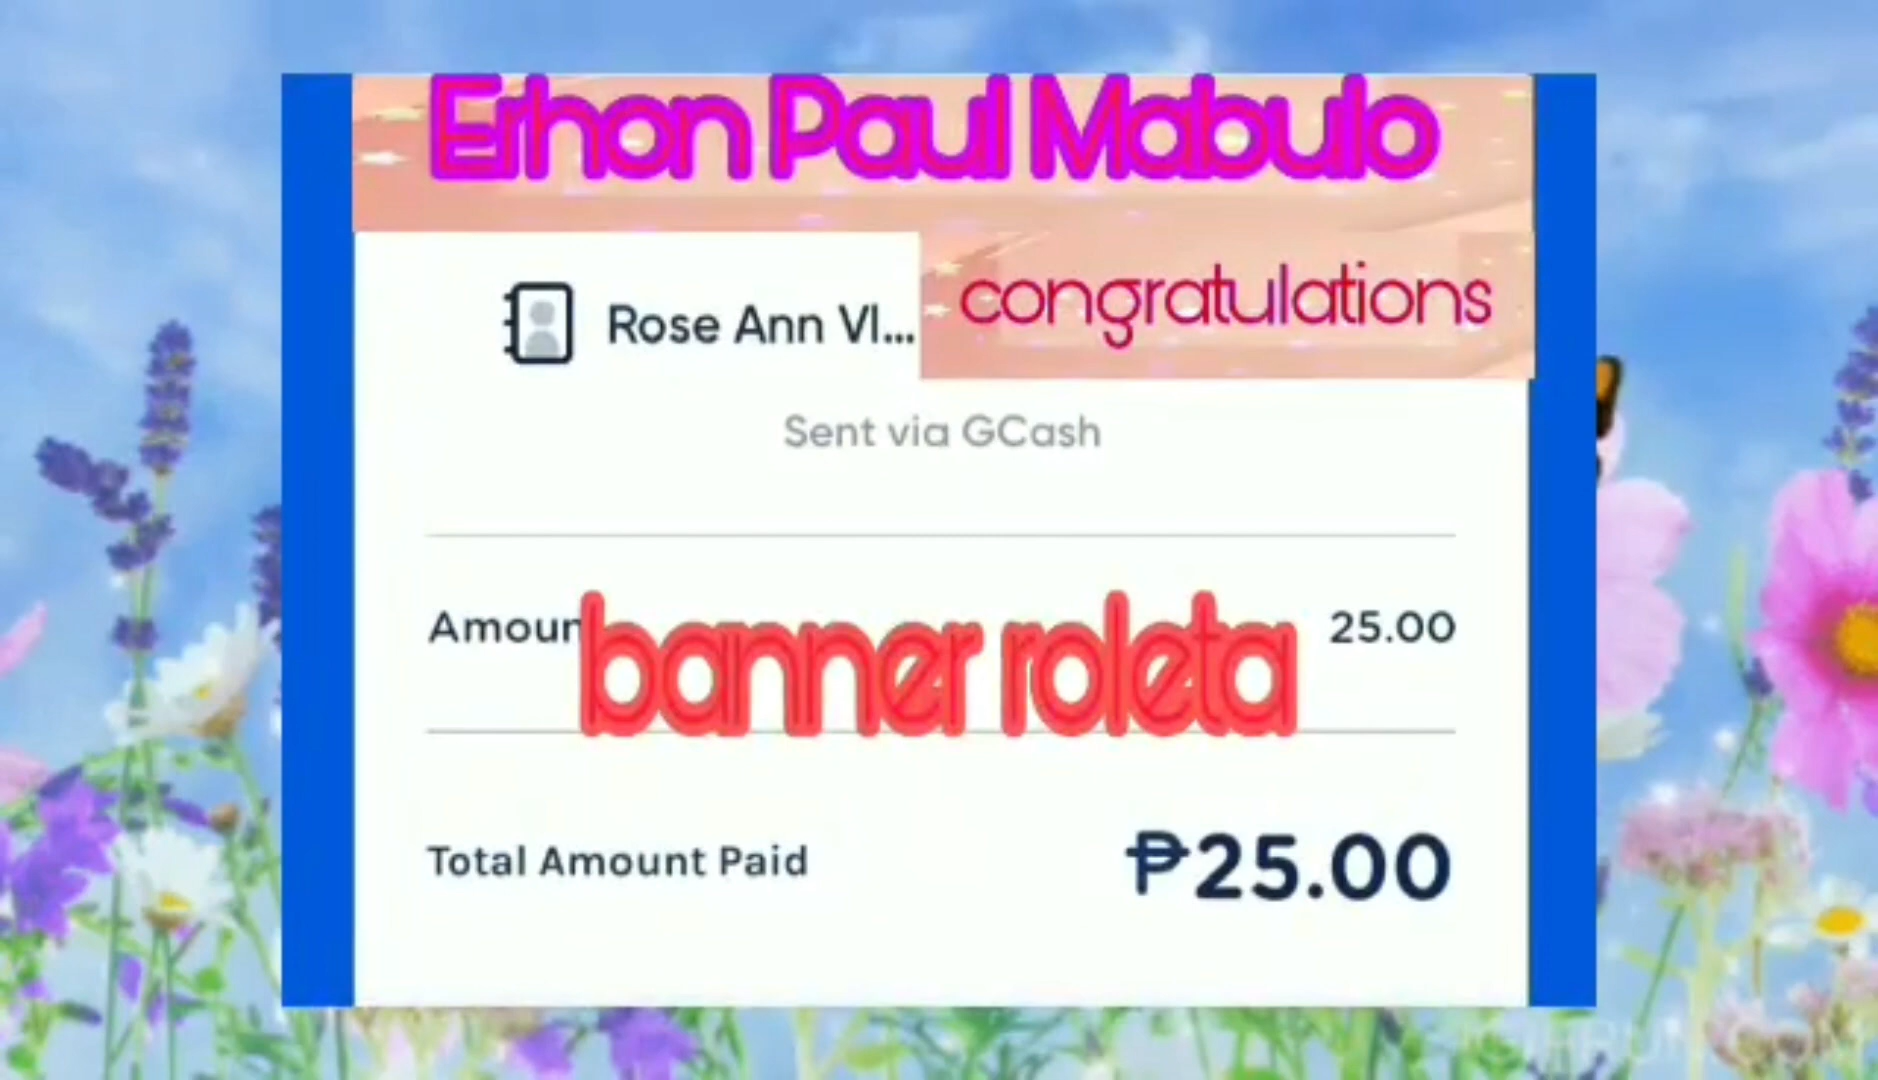 Erhon Paul Mabulo
congratulations
Rose Ann Vl...
Sent via GCash
25.00
banner roleta
Total Amount Paid
₱25.00